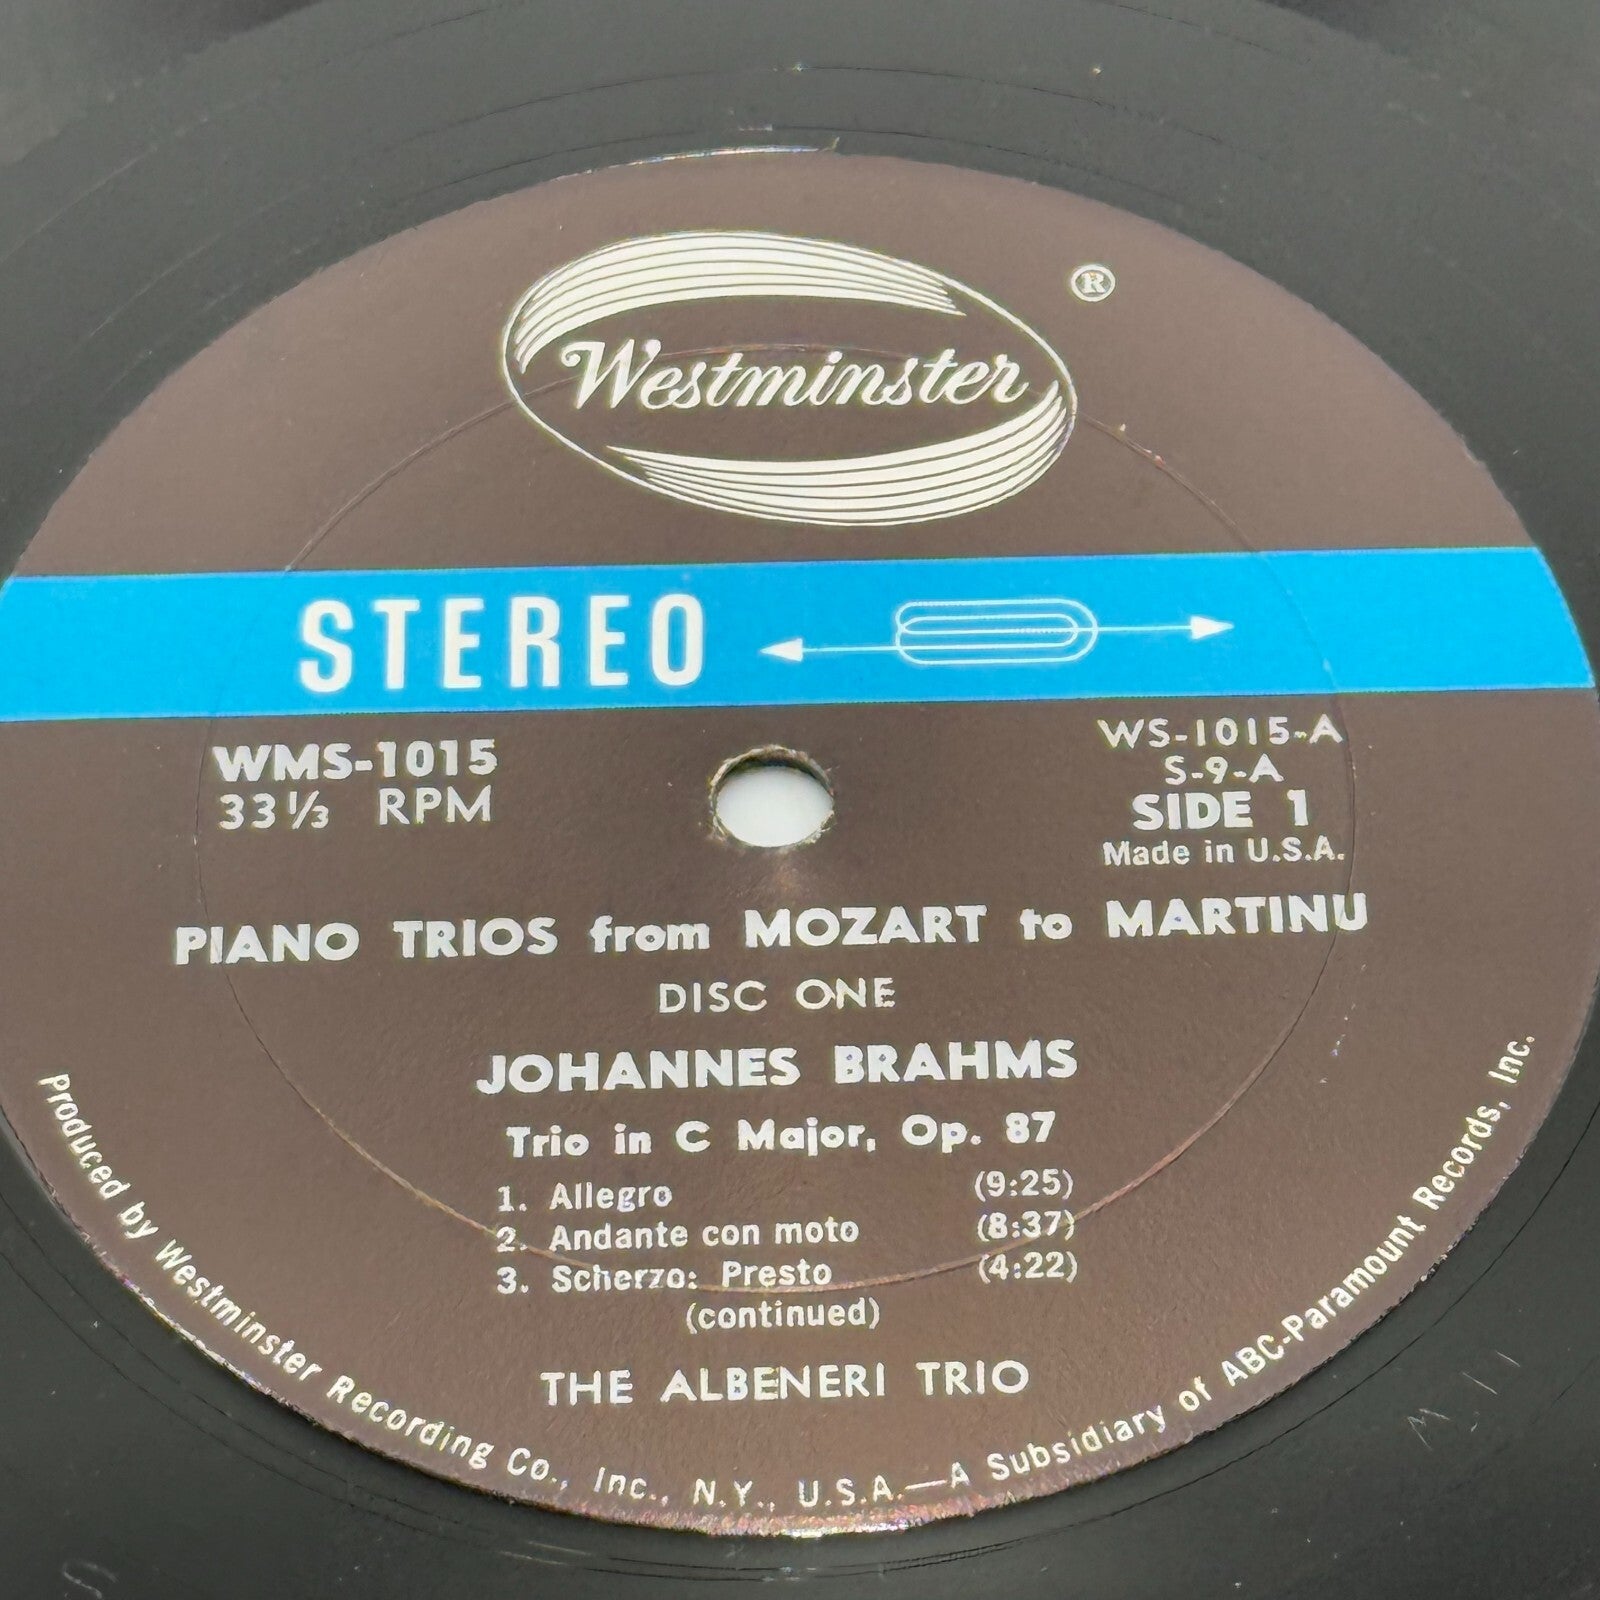 Westminster ®
STEREO
WMS-1015
33 1/3 RPM
WS-1015-A
S-9-A
SIDE 1
Made in U.S.A.
PIANO TRIOS from MOZART to MARTINU
DISC ONE
JOHANNES BRAHMS
Trio in C Major, Op. 87
1. Allegro (9:25)
2. Andante con moto (8:37)
3. Scherzo: Presto (4:22)
(continued)
THE ALBENERI TRIO
Produced by Westminster Recording Co., Inc., N.Y., U.S.A.—A Subsidiary of ABC-Paramount Records, Inc.